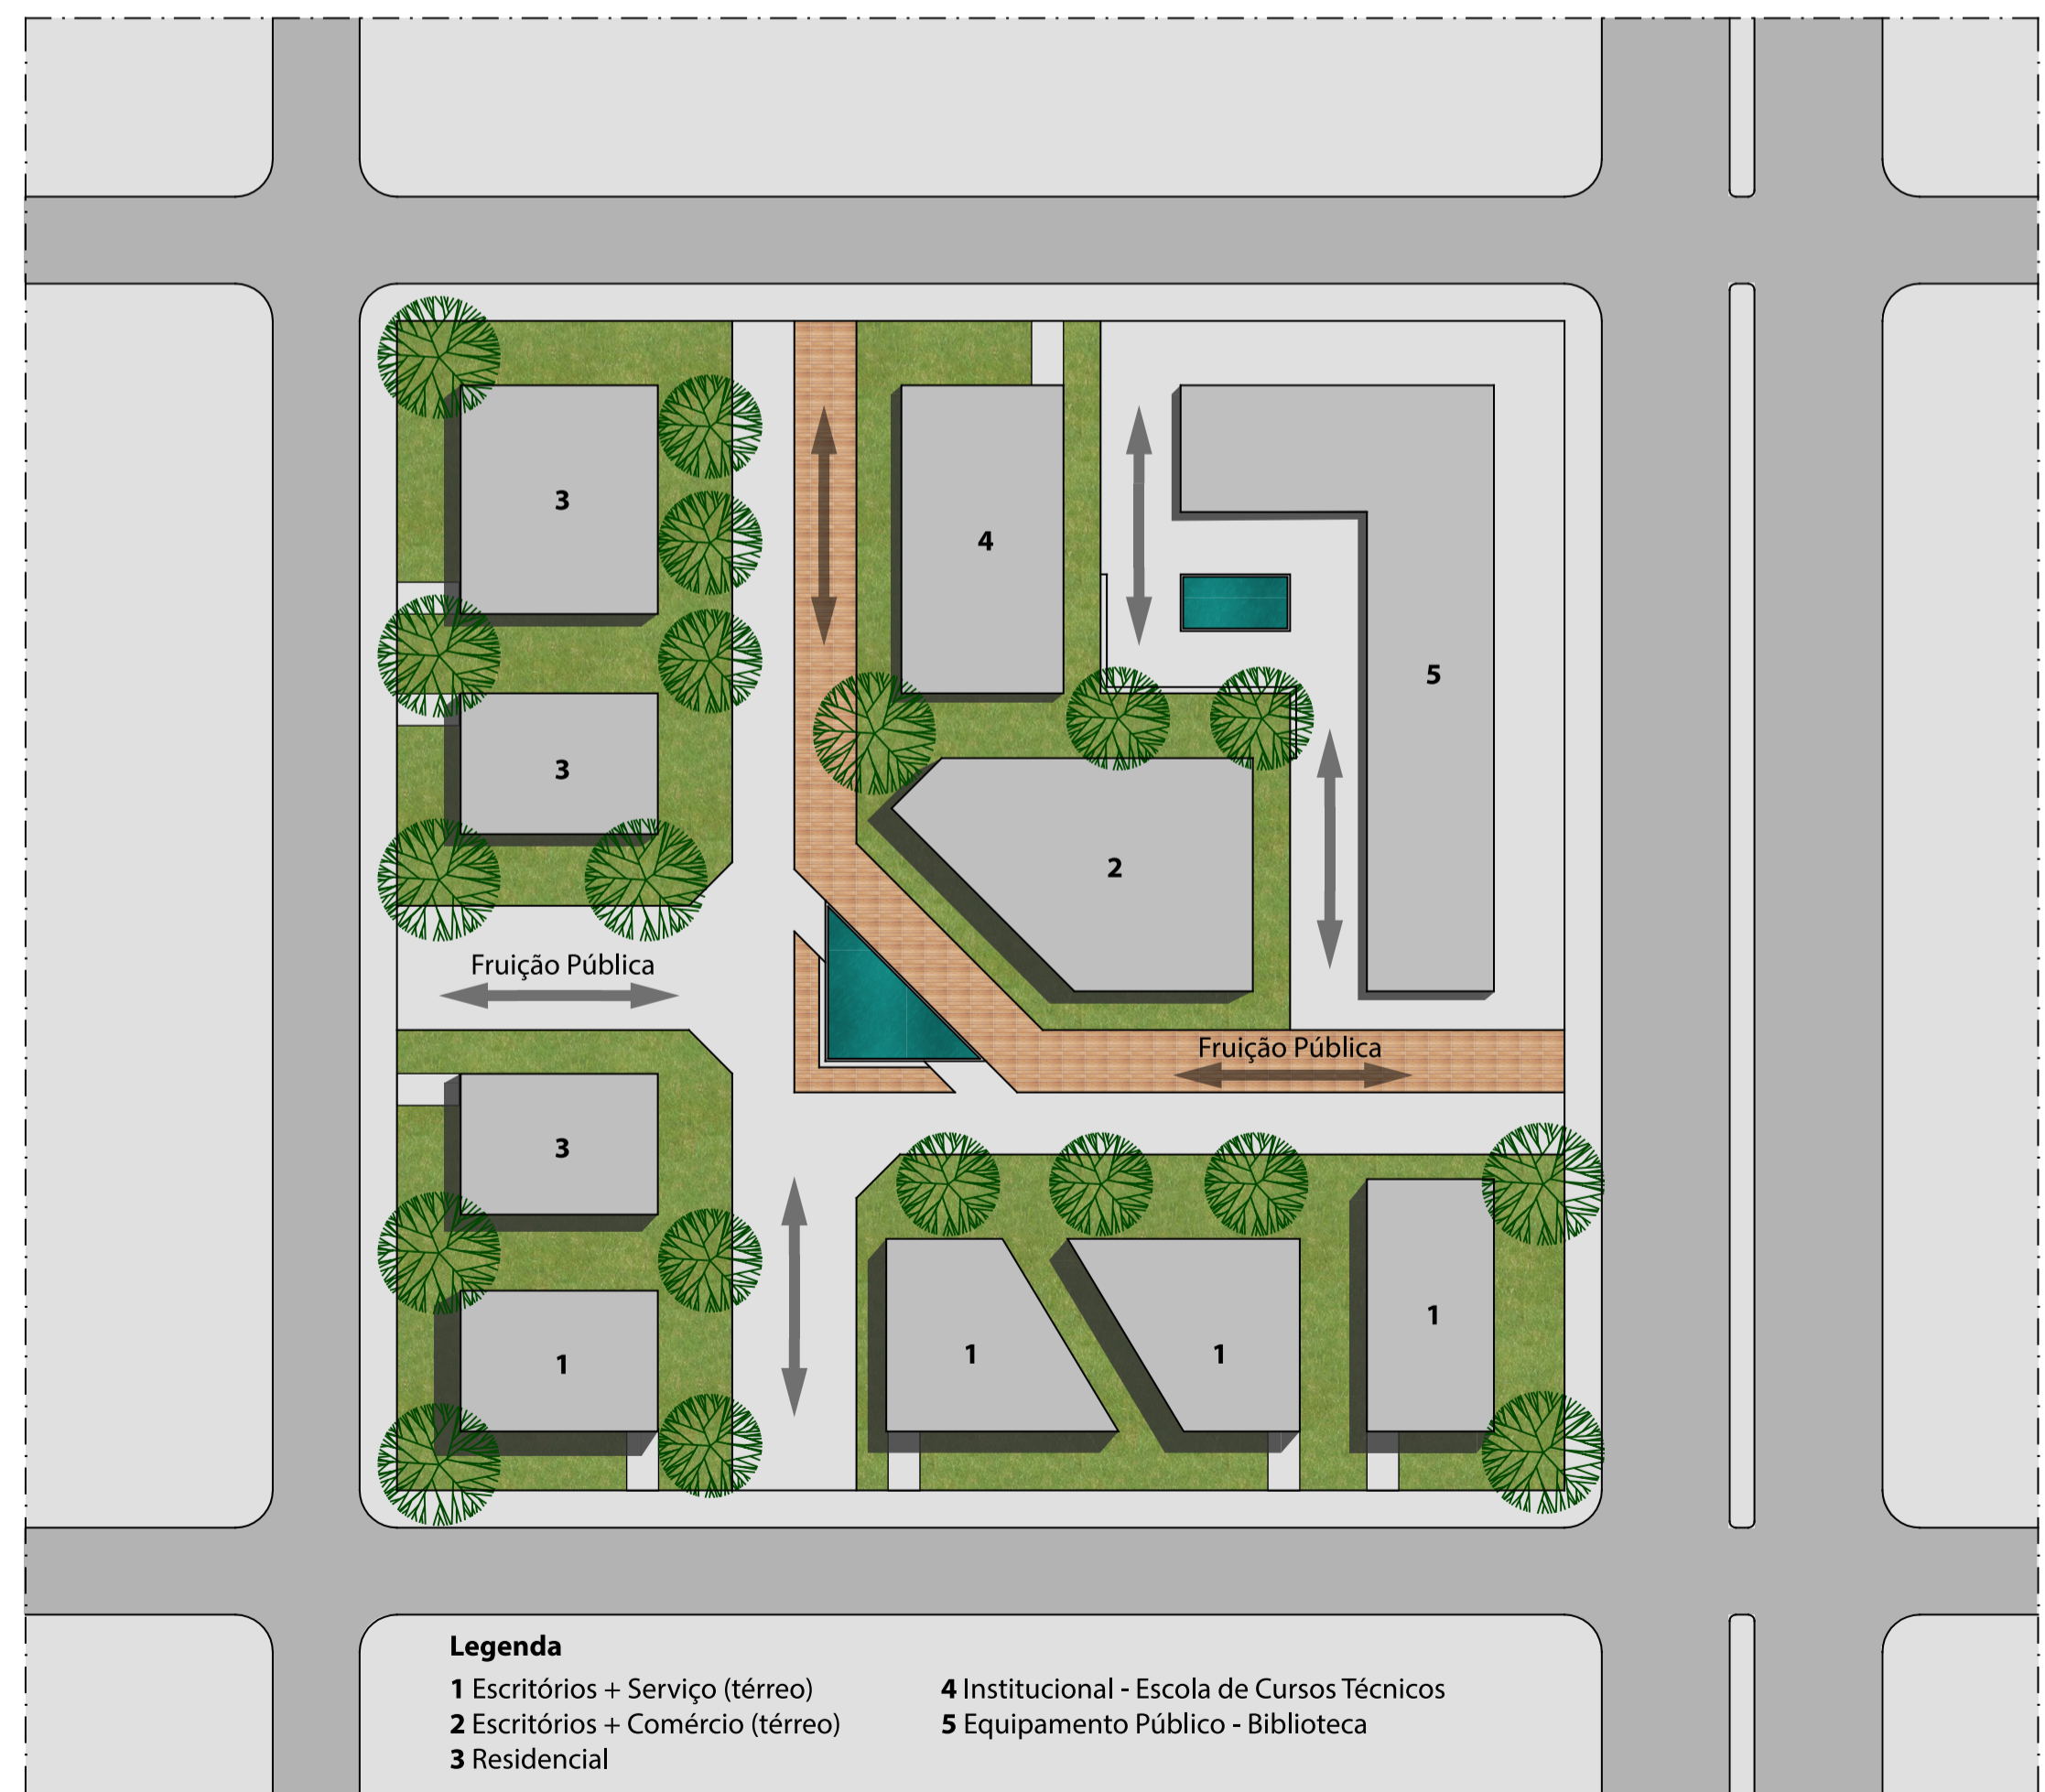 3
4
5
3
2
Fruição Pública
Fruição Pública
3
1
1
1
1
Legenda
1 Escritórios + Serviço (térreo)
2 Escritórios + Comércio (térreo)
3 Residencial
4 Institucional - Escola de Cursos Técnicos
5 Equipamento Público - Biblioteca